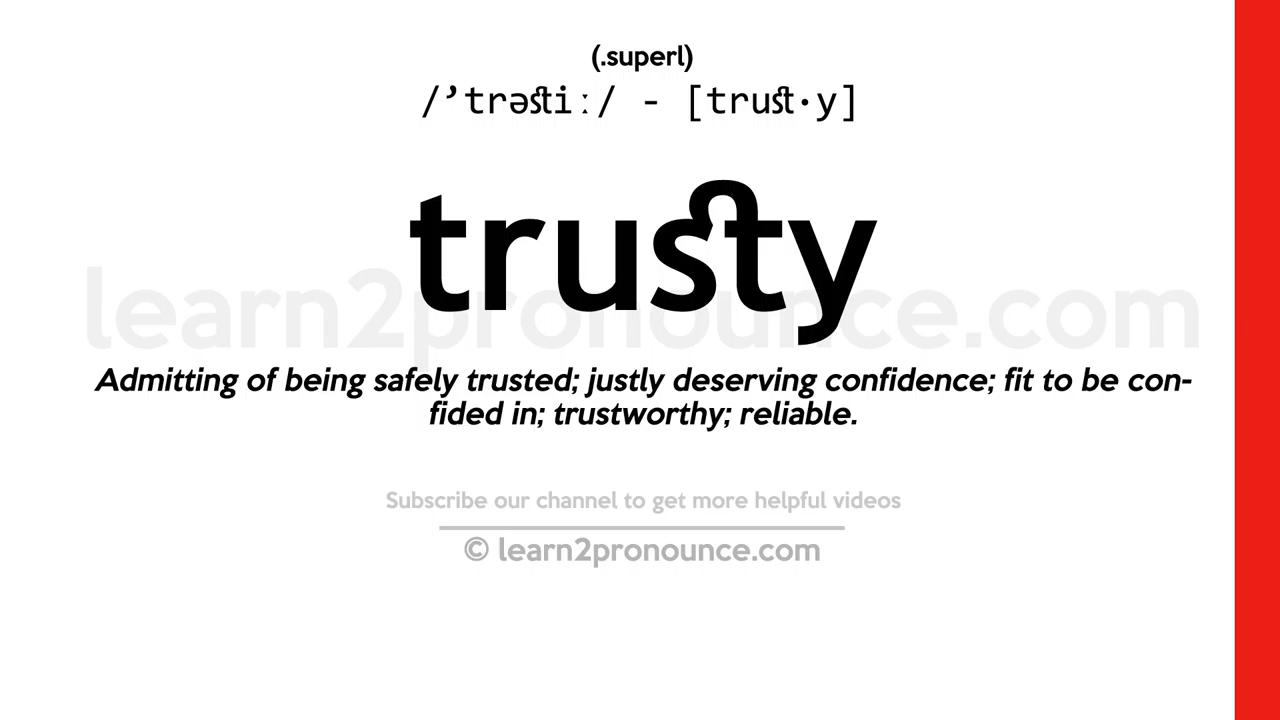 (.superl)
/’trəstiː/ - [trust·y]
trusty
learn2pronounce.com
Admitting of being safely trusted; justly deserving confidence; fit to be con-
fided in; trustworthy; reliable.
Subscribe our channel to get more helpful videos
© learn2pronounce.com